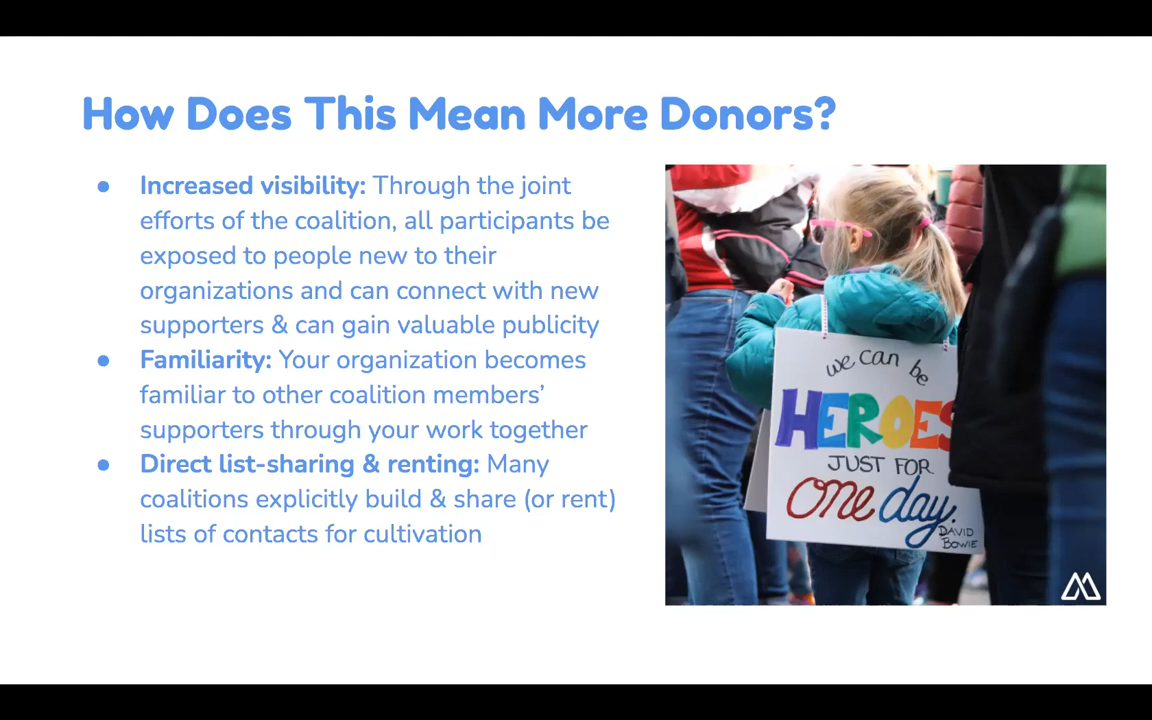 How Does This Mean More Donors?
● Increased visibility: Through the joint
efforts of the coalition, all participants be
exposed to people new to their
organizations and can connect with new
supporters & can gain valuable publicity
● Familiarity: Your organization becomes
familiar to other coalition members’
supporters through your work together
● Direct list-sharing & renting: Many
coalitions explicitly build & share (or rent)
lists of contacts for cultivation
we can be
HEROES
JUST FOR
one day.
DAVID
BOWIE